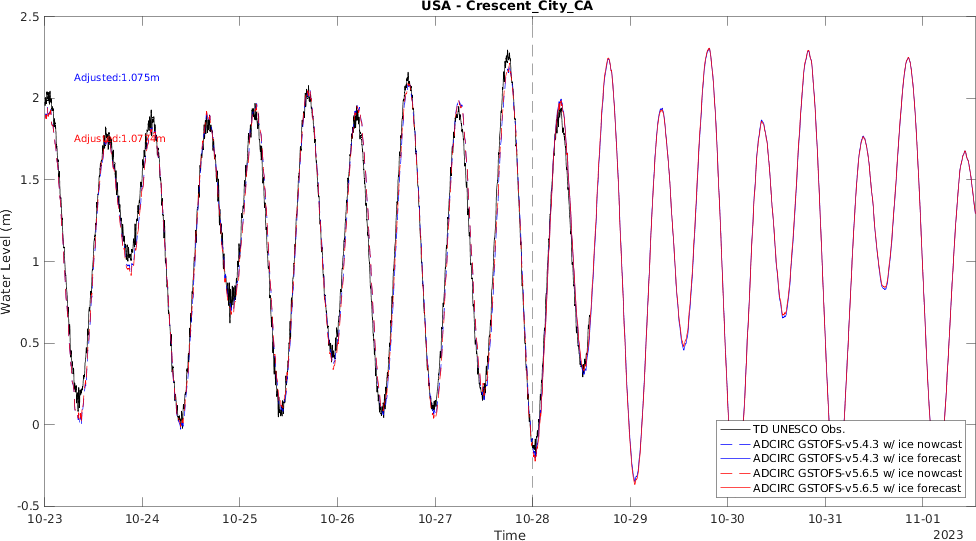 USA - Crescent_City_CA
2.5
2
1.5
1
0.5
0
-0.5
Water Level (m)
Adjusted:1.075m
TD UNESCO Obs.
ADCIRC GSTOFS-v5.4.3 w/ ice nowcast
ADCIRC GSTOFS-v5.4.3 w/ ice forecast
ADCIRC GSTOFS-v5.6.5 w/ ice nowcast
ADCIRC GSTOFS-v5.6.5 w/ ice forecast
10-23 10-24 10-25 10-26 10-27 10-28 10-29 10-30 10-31 11-01
Time
2023